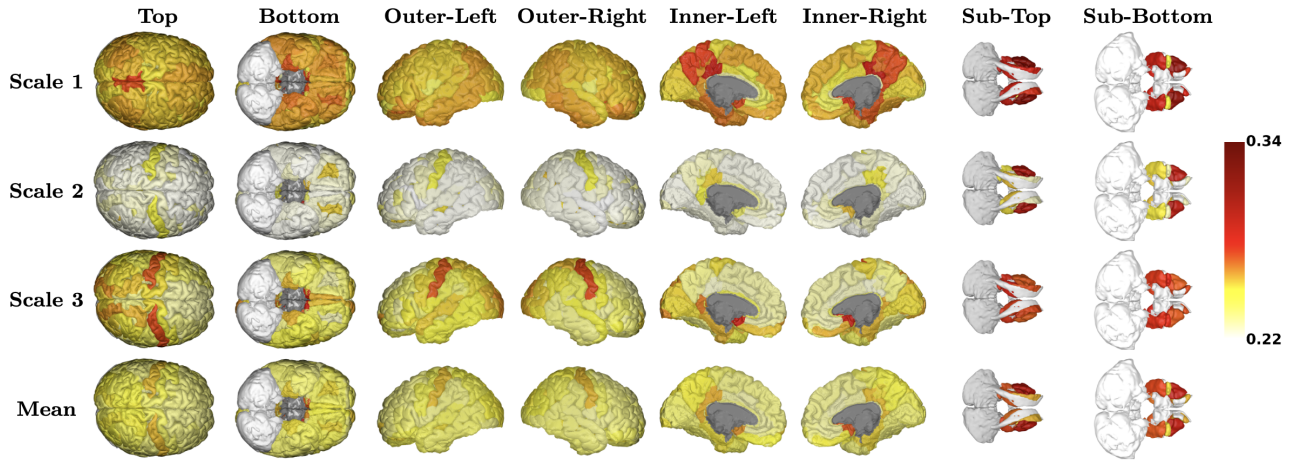 Top Bottom Outer-Left Outer-Right Inner-Left Inner-Right Sub-Top Sub-Bottom
Scale 1
0.34
Scale 2
Scale 3
0.22
Mean